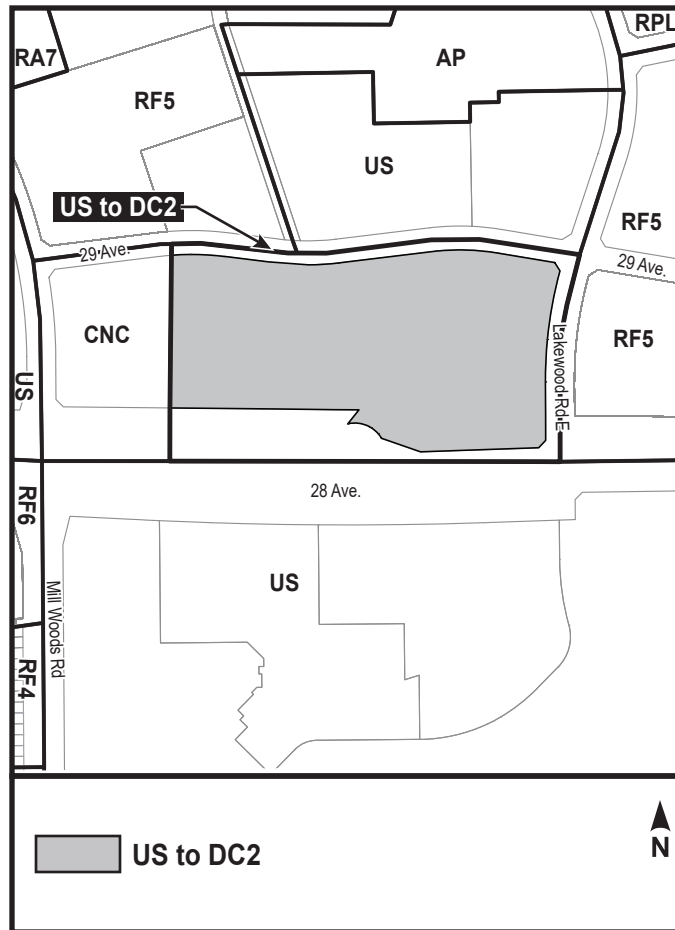 RPL
RA7
AP
RF5
US
US to DC2
RF5
29 Ave.
29 Ave.
CNC
Lakewood Rd E
RF5
US
RF6
28 Ave.
US
Mill Woods Rd
RF4
US to DC2
N